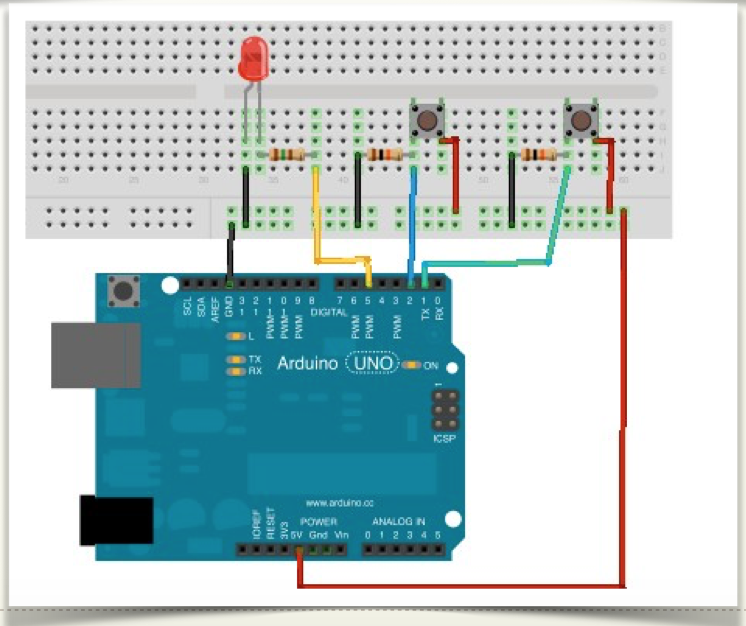 B
C
D
E
F
G
H
I
J
20 25 30 35 40 50 55 60
SCL SDA AREF GND 13 12 PWM 11 PWM 10 PWM 9 8 7 PWM 6 PWM 5 4 PWM 3 2 TX 1 RX 0
DIGITAL
L
TX
RX
Arduino UNO ON
1
ICSP
www.arduino.cc
POWER ANALOG IN
IOREF RESET 3V3 5V Gnd Vin 0 1 2 3 4 5